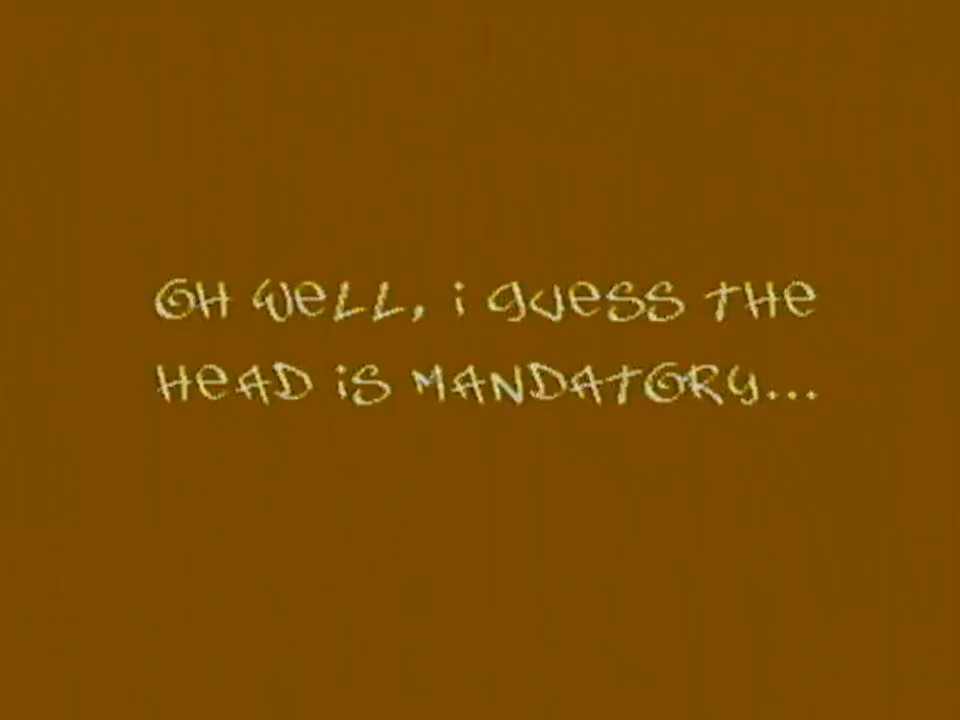 OH WeLL, i gUeSS THe
HeAD iS MANDATORY...